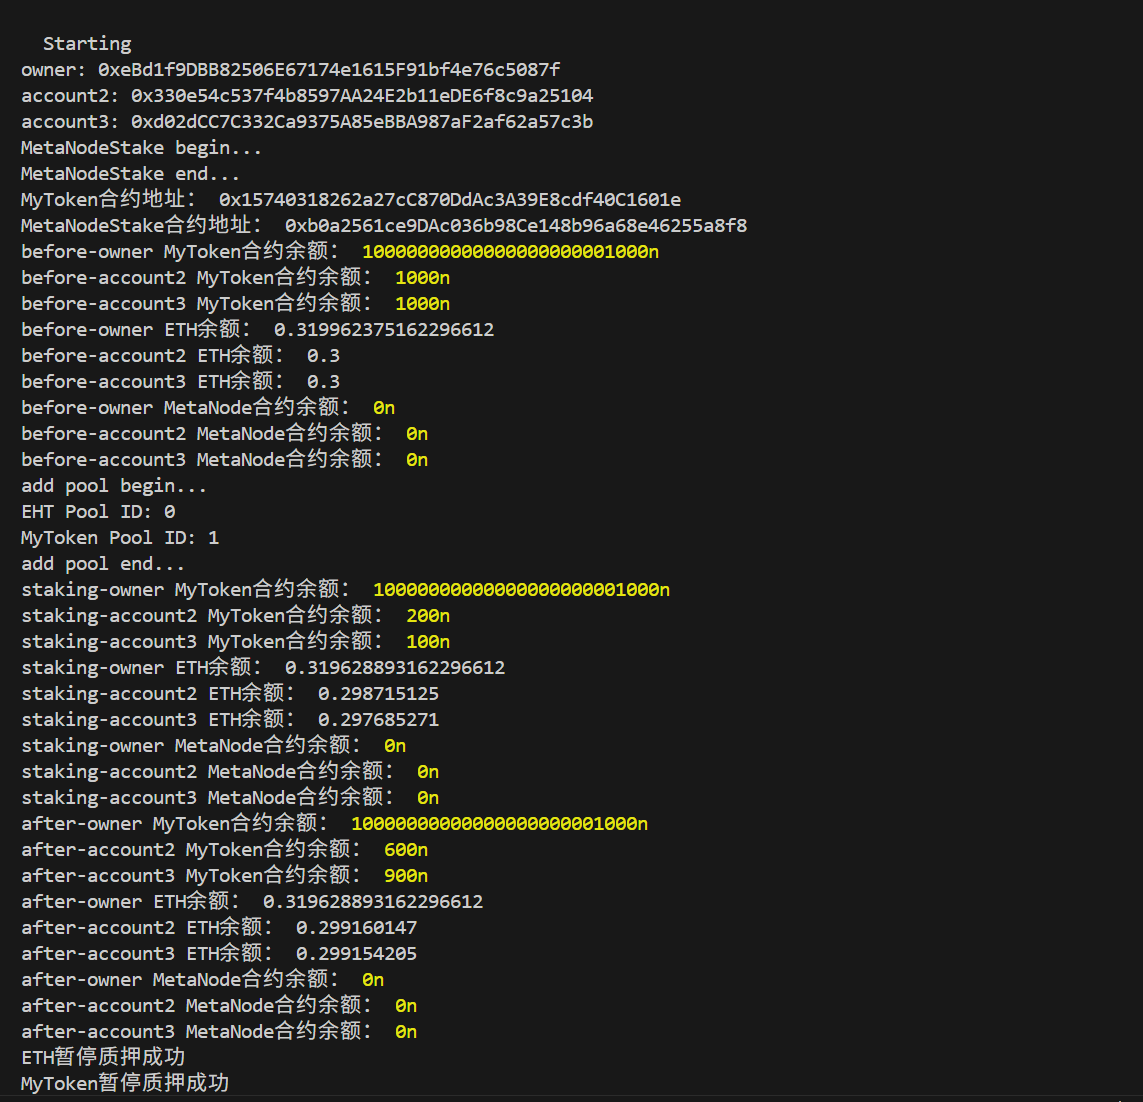 Starting
owner: 0xeBd1f9DBB82506E67174e1615F91bf4e76c5087f
account2: 0x330e54c537f4b8597AA24E2b11eDE6f8c9a25104
account3: 0xd02dCC7C332Ca9375A85eBBA987aF2af62a57c3b
MetaNodeStake begin...
MetaNodeStake end...
MyToken合约地址： 0x15740318262a27cC870DdAc3A39E8cdf40C1601e
MetaNodeStake合约地址： 0xb0a2561ce9DAc036b98Ce148b96a68e46255a8f8
before-owner MyToken合约余额： 10000000000000000000001000n
before-account2 MyToken合约余额： 1000n
before-account3 MyToken合约余额： 1000n
before-owner ETH余额： 0.319962375162296612
before-account2 ETH余额： 0.3
before-account3 ETH余额： 0.3
before-owner MetaNode合约余额： 0n
before-account2 MetaNode合约余额： 0n
before-account3 MetaNode合约余额： 0n
add pool begin...
EHT Pool ID: 0
MyToken Pool ID: 1
add pool end...
staking-owner MyToken合约余额： 10000000000000000000001000n
staking-account2 MyToken合约余额： 200n
staking-account3 MyToken合约余额： 100n
staking-owner ETH余额： 0.319628893162296612
staking-account2 ETH余额： 0.298715125
staking-account3 ETH余额： 0.297685271
staking-owner MetaNode合约余额： 0n
staking-account2 MetaNode合约余额： 0n
staking-account3 MetaNode合约余额： 0n
after-owner MyToken合约余额： 10000000000000000000001000n
after-account2 MyToken合约余额： 600n
after-account3 MyToken合约余额： 900n
after-owner ETH余额： 0.319628893162296612
after-account2 ETH余额： 0.299160147
after-account3 ETH余额： 0.299154205
after-owner MetaNode合约余额： 0n
after-account2 MetaNode合约余额： 0n
after-account3 MetaNode合约余额： 0n
ETH暂停质押成功
MyToken暂停质押成功